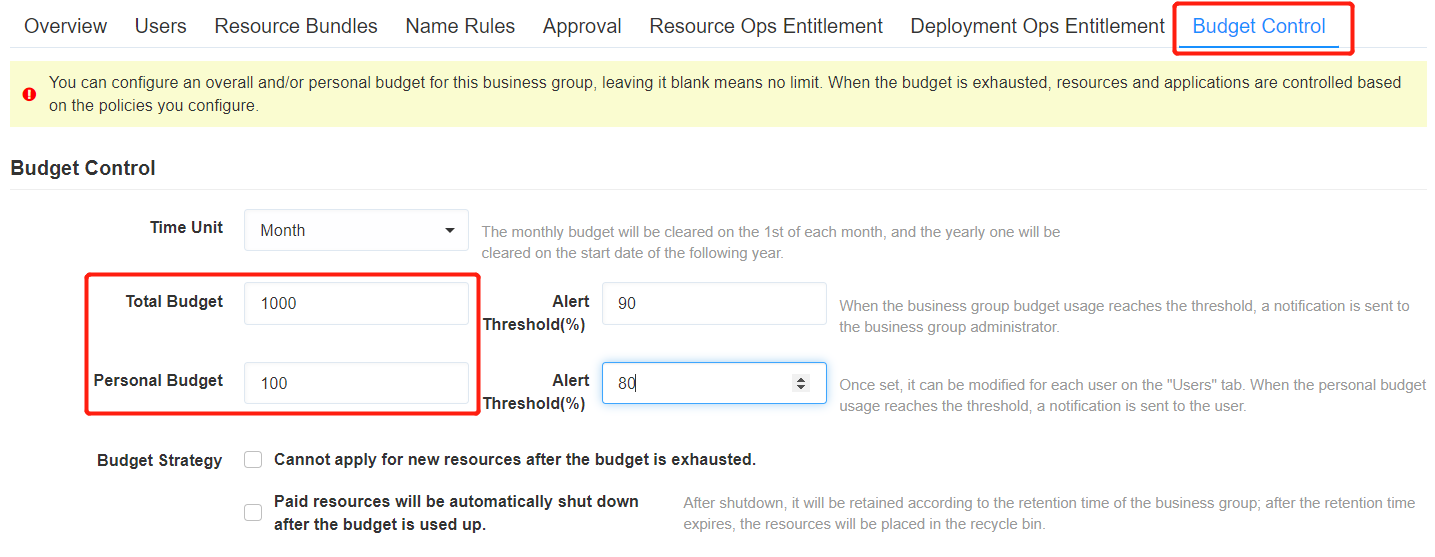 Overview Users Resource Bundles Name Rules Approval Resource Ops Entitlement Deployment Ops Entitlement Budget Control
You can configure an overall and/or personal budget for this business group, leaving it blank means no limit. When the budget is exhausted, resources and applications are controlled based
on the policies you configure.
Budget Control
Time Unit Month
The monthly budget will be cleared on the 1st of each month, and the yearly one will be
cleared on the start date of the following year.
Total Budget 1000
Alert
Threshold(%)
90
When the business group budget usage reaches the threshold, a notification is sent to
the business group administrator.
Personal Budget 100
Alert
Threshold(%)
80
Once set, it can be modified for each user on the "Users" tab. When the personal budget
usage reaches the threshold, a notification is sent to the user.
Budget Strategy Cannot apply for new resources after the budget is exhausted.
Paid resources will be automatically shut down
after the budget is used up.
After shutdown, it will be retained according to the retention time of the business group; after the retention time
expires, the resources will be placed in the recycle bin.